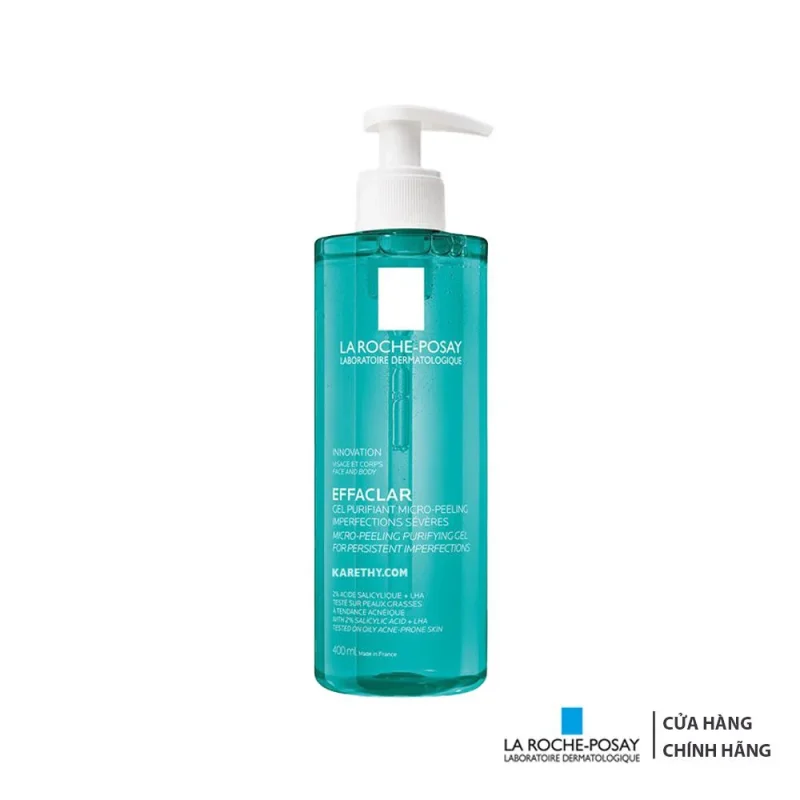 LA ROCHE-POSAY
LABORATOIRE DERMATOLOGIQUE
INNOVATION
VISAGE ET CORPS
FACE AND BODY
EFFACLAR
GEL PURIFIANT MICRO-PEELING
IMPERFECTIONS SÉVÈRES
MICRO-PEELING PURIFYING GEL
FOR PERSISTENT IMPERFECTIONS
KARETHY.COM
2% ACIDE SALICYLIQUE + LHA
TESTÉ SUR PEAUX GRASSES
À TENDANCE ACNÉIQUE
WITH 2% SALICYLIC ACID + LHA
TESTED ON OILY ACNE-PRONE SKIN
400 mL Made in France
LA ROCHE-POSAY
LABORATOIRE DERMATOLOGIQUE
CỬA HÀNG
CHÍNH HÃNG